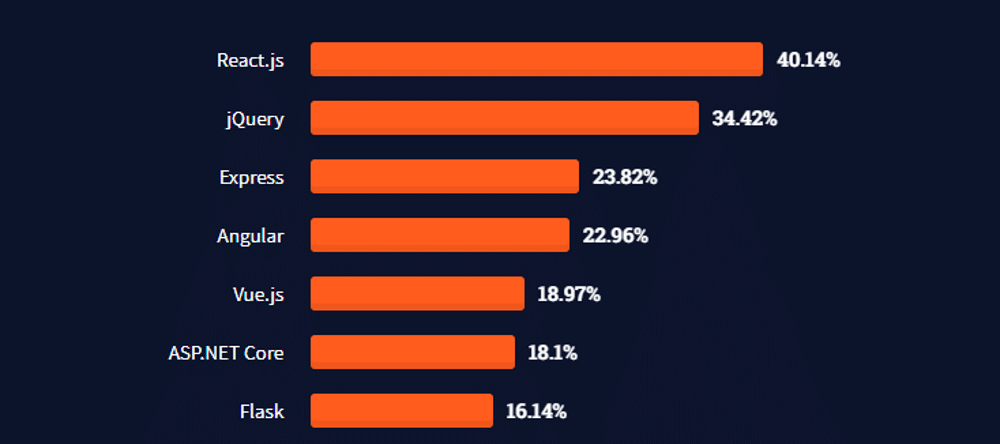 React.js 40.14%
jQuery 34.42%
Express 23.82%
Angular 22.96%
Vue.js 18.97%
ASP.NET Core 18.1%
Flask 16.14%